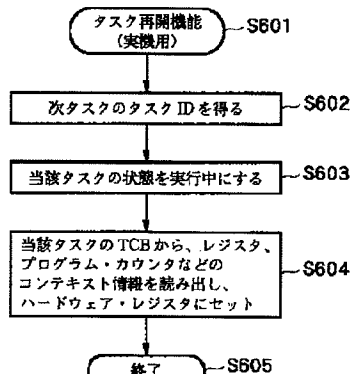 タスク再開機能
（実機用）
S601
次タスクのタスク IDを得る
S602
当該タスクの状態を実行中にする
S603
当該タスクの TCB から、レジスタ、
プログラム・カウンタなどの
コンテキスト情報を読み出し、
ハードウェア・レジスタにセット
S604
終了
S605